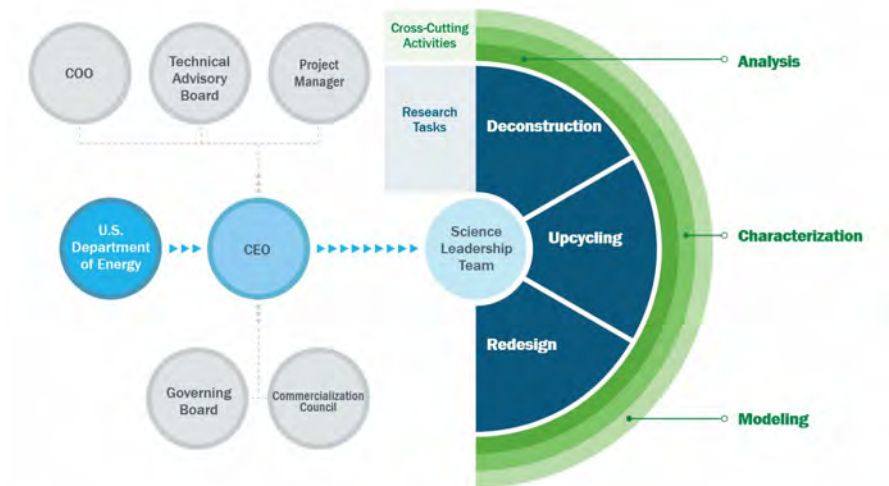 COO
Technical
Advisory
Board
Project
Manager
Cross-Cutting
Activities
Analysis
Research
Tasks
Deconstruction
U.S.
Department
of Energy
CEO
Science
Leadership
Team
Upcycling
Characterization
Redesign
Governing
Board
Commercialization
Council
Modeling